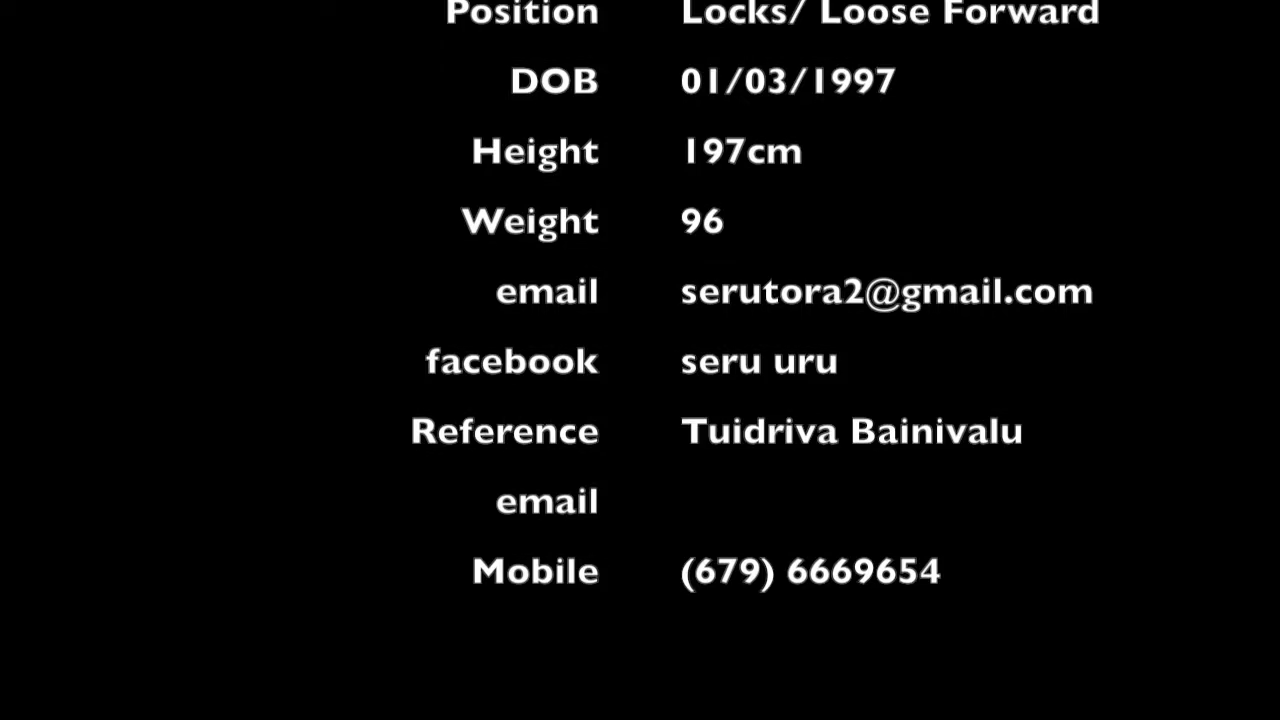 Position Locks/ Loose Forward
DOB 01/03/1997
Height 197cm
Weight 96
email serutora2@gmail.com
facebook seru uru
Reference Tuidriva Bainivalu
email
Mobile (679) 6669654